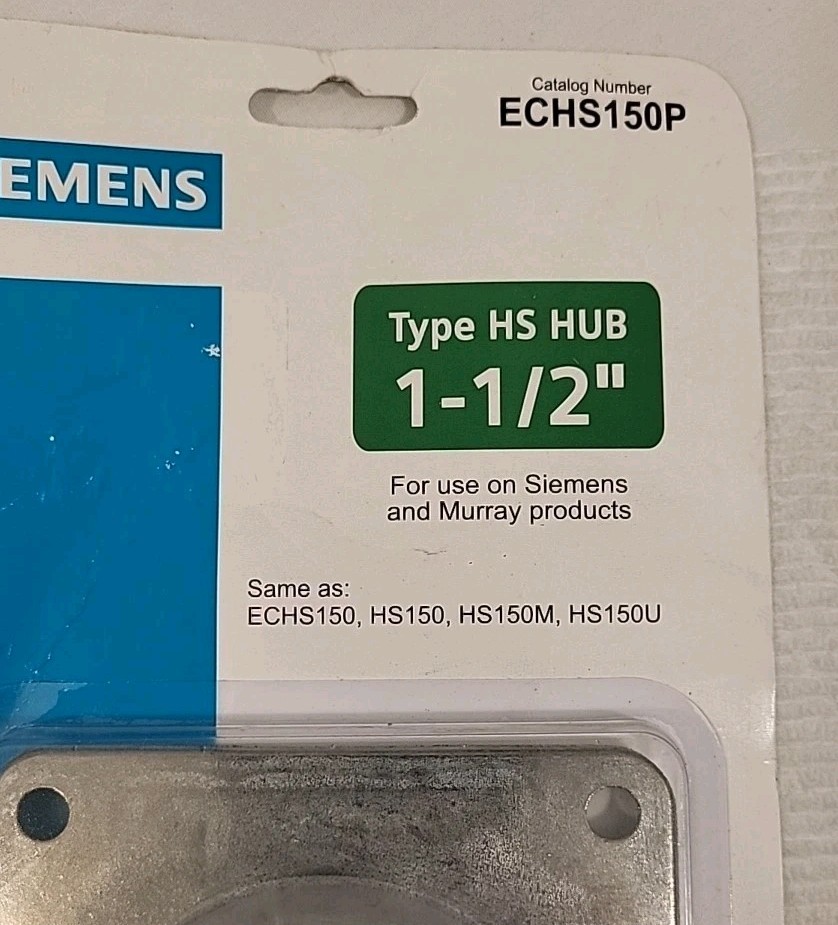 Catalog Number
ECHS150P
EMENS
Type HS HUB
1-1/2"
For use on Siemens
and Murray products
Same as:
ECHS150, HS150, HS150M, HS150U